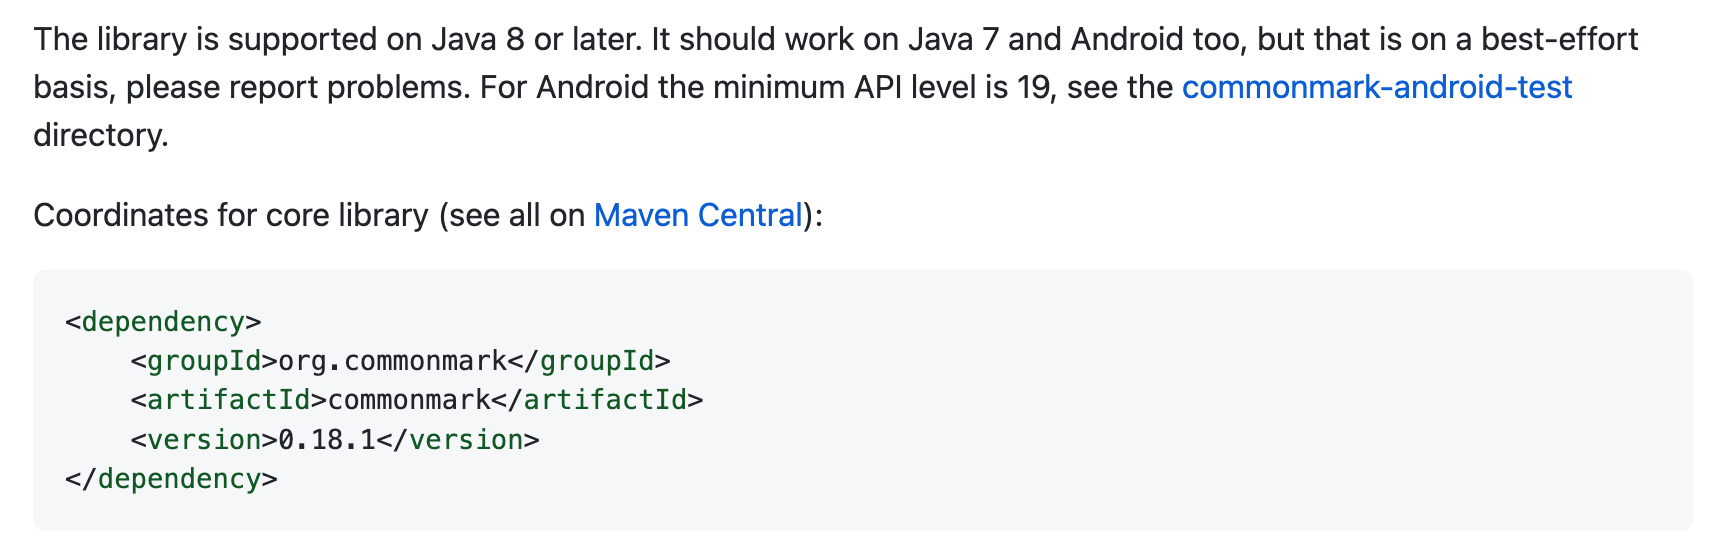 The library is supported on Java 8 or later. It should work on Java 7 and Android too, but that is on a best-effort
basis, please report problems. For Android the minimum API level is 19, see the commonmark-android-test
directory.
Coordinates for core library (see all on Maven Central):
<dependency>
    <groupId>org.commonmark</groupId>
    <artifactId>commonmark</artifactId>
    <version>0.18.1</version>
</dependency>